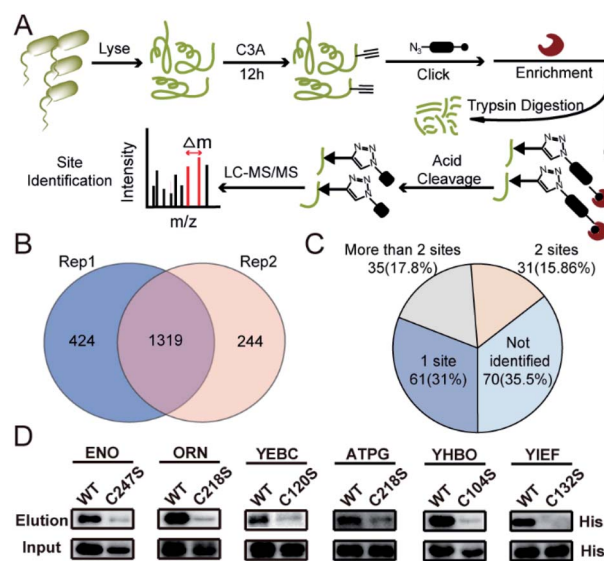 A
Lyse
C3A
12h
N₃
Click
Enrichment
Trypsin Digestion
Site
Identification
Intensity
Δm
m/z
LC-MS/MS
N N
N
N N
N
Acid
Cleavage
N N
N
N N
N
B
Rep1
Rep2
424
1319
244
C
More than 2 sites
35(17.8%)
2 sites
31(15.86%)
1 site
61(31%)
Not
identified
70(35.5%)
D
ENO ORN YEBC ATPG YHBO YIEF
WT C247S WT C218S WT C120S WT C218S WT C104S WT C132S
Elution His
Input His